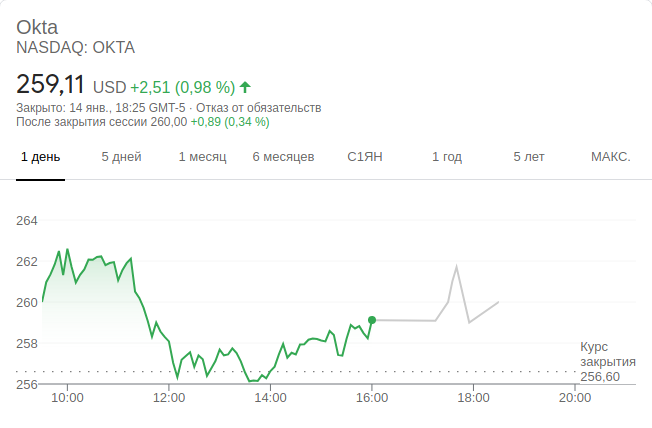 Okta
NASDAQ: OKTA
259,11 USD +2,51 (0,98 %)
Закрыто: 14 янв., 18:25 GMT-5 · Отказ от обязательств
После закрытия сессии 260,00 +0,89 (0,34 %)
1 день 5 дней 1 месяц 6 месяцев С1ЯН 1 год 5 лет МАКС.
264
262
260
258
256
Курс
закрытия
256,60
10:00 12:00 14:00 16:00 18:00 20:00